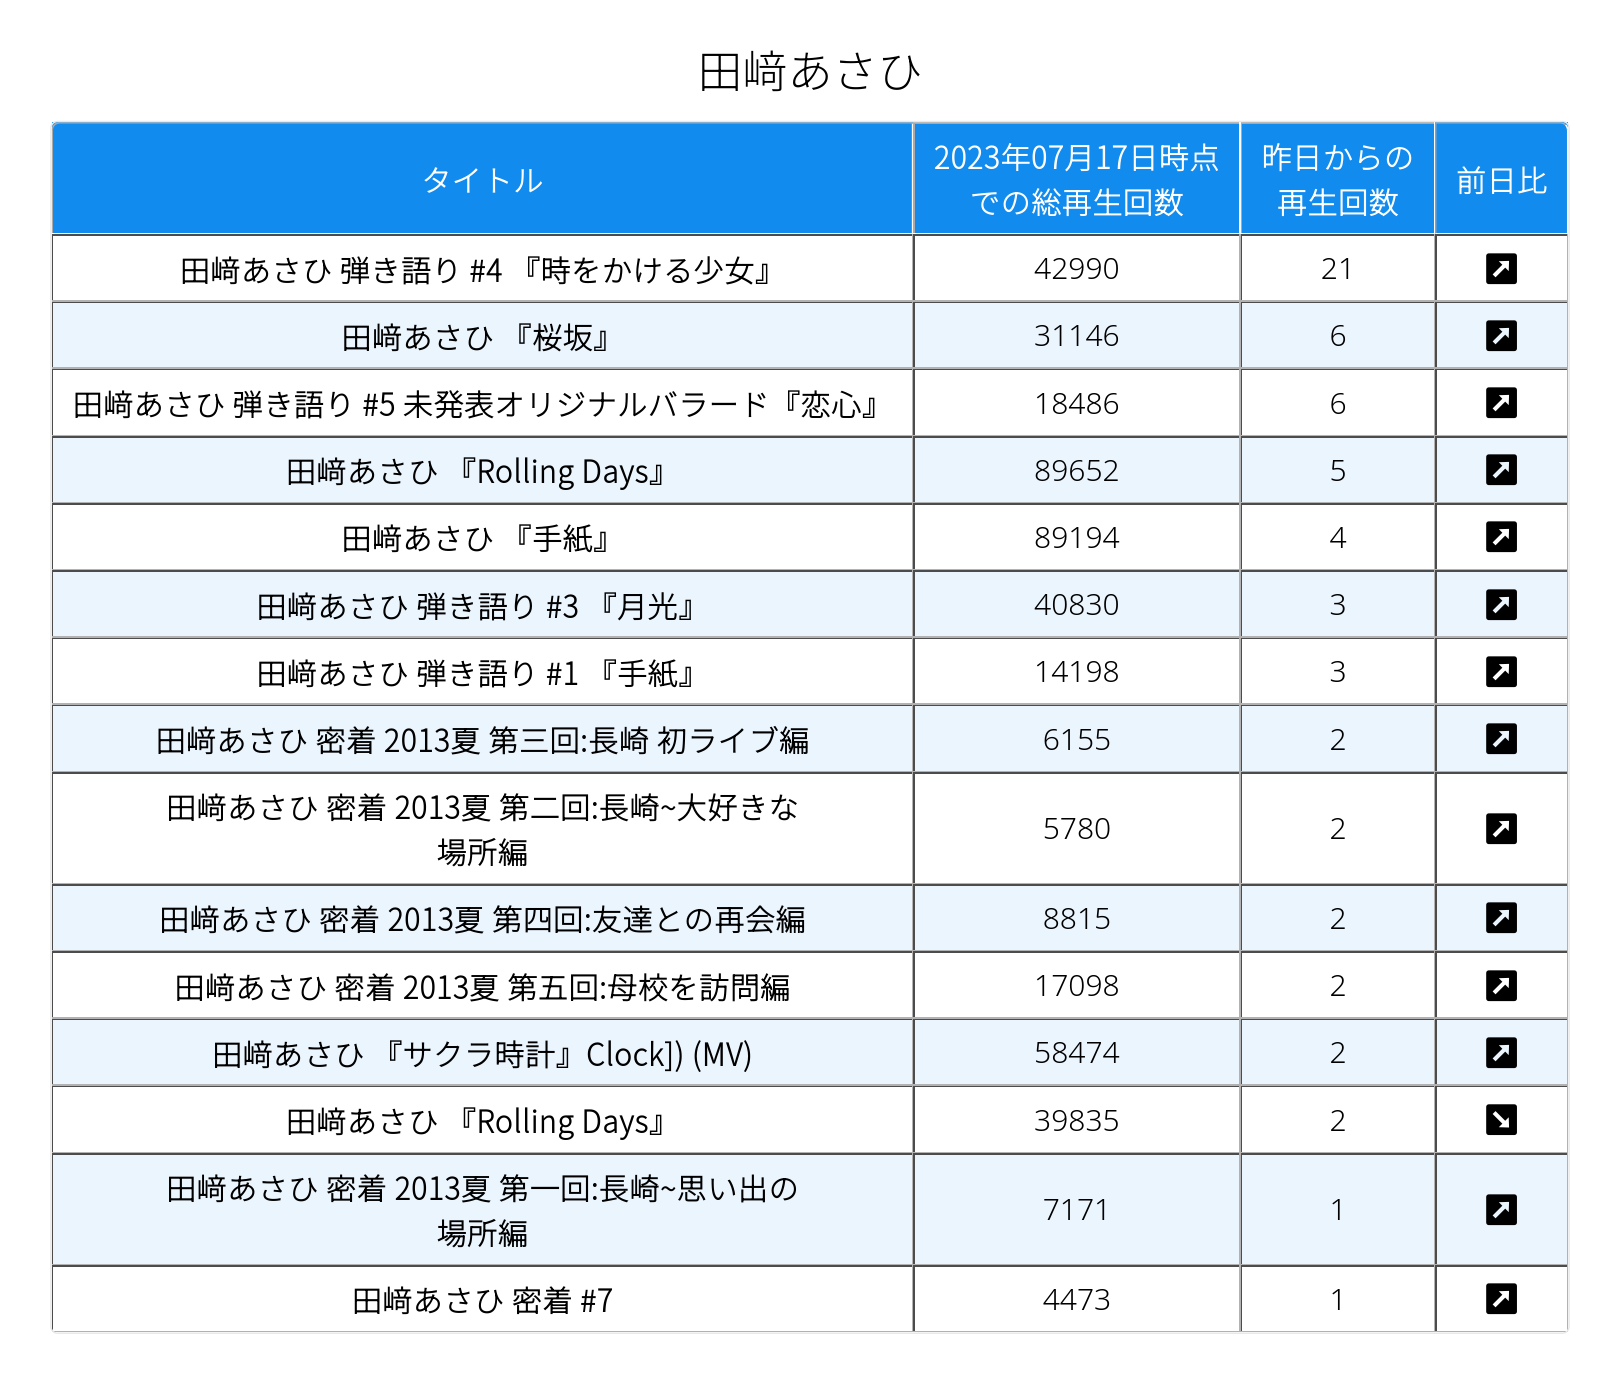 田﨑あさひ
タイトル
2023年07月17日時点
での総再生回数
昨日からの
再生回数
前日比
田﨑あさひ 弾き語り #4 『時をかける少女』 42990 21
田﨑あさひ 『桜坂』 31146 6
田﨑あさひ 弾き語り #5 未発表オリジナルバラード『恋心』 18486 6
田﨑あさひ 『Rolling Days』 89652 5
田﨑あさひ 『手紙』 89194 4
田﨑あさひ 弾き語り #3 『月光』 40830 3
田﨑あさひ 弾き語り #1 『手紙』 14198 3
田﨑あさひ 密着 2013夏 第三回:長崎 初ライブ編 6155 2
田﨑あさひ 密着 2013夏 第二回:長崎~大好きな
場所編
5780 2
田﨑あさひ 密着 2013夏 第四回:友達との再会編 8815 2
田﨑あさひ 密着 2013夏 第五回:母校を訪問編 17098 2
田﨑あさひ 『サクラ時計』Clock]) (MV) 58474 2
田﨑あさひ 『Rolling Days』 39835 2
田﨑あさひ 密着 2013夏 第一回:長崎~思い出の
場所編
7171 1
田﨑あさひ 密着 #7 4473 1